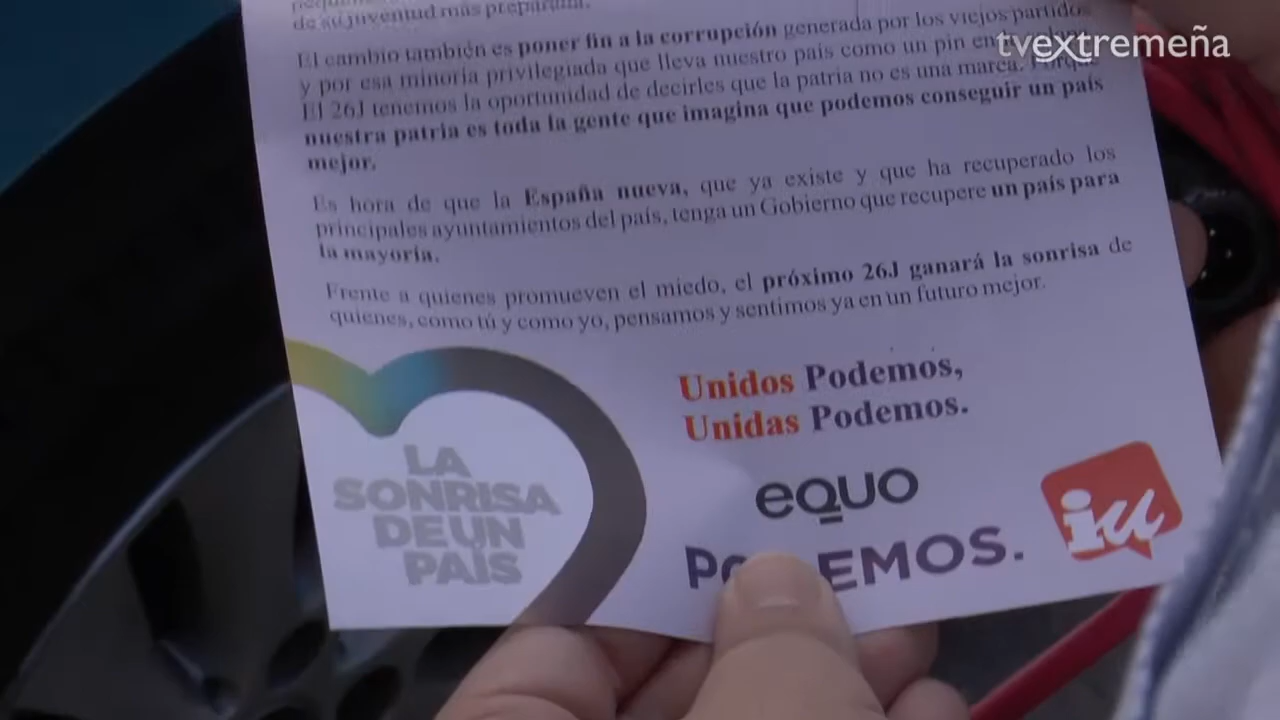 de su juventud más preparada.
El cambio también es poner fin a la corrupción generada por los viejos partidos
y por esa minoría privilegiada que lleva nuestro país como un pin en
El 26J tenemos la oportunidad de decirles que la patria no es una marca. Porque
nuestra patria es toda la gente que imagina que podemos conseguir un país
mejor.
Es hora de que la España nueva, que ya existe y que ha recuperado los
principales ayuntamientos del país, tenga un Gobierno que recupere un país para
la mayoría.
Frente a quienes promueven el miedo, el próximo 26J ganará la sonrisa de
quienes, como tú y como yo, pensamos y sentimos ya en un futuro mejor.
Unidos Podemos,
Unidas Podemos.
LA
SONRISA
DE UN
PAÍS
eQUO
PODEMOS.
iu
tvextremeña